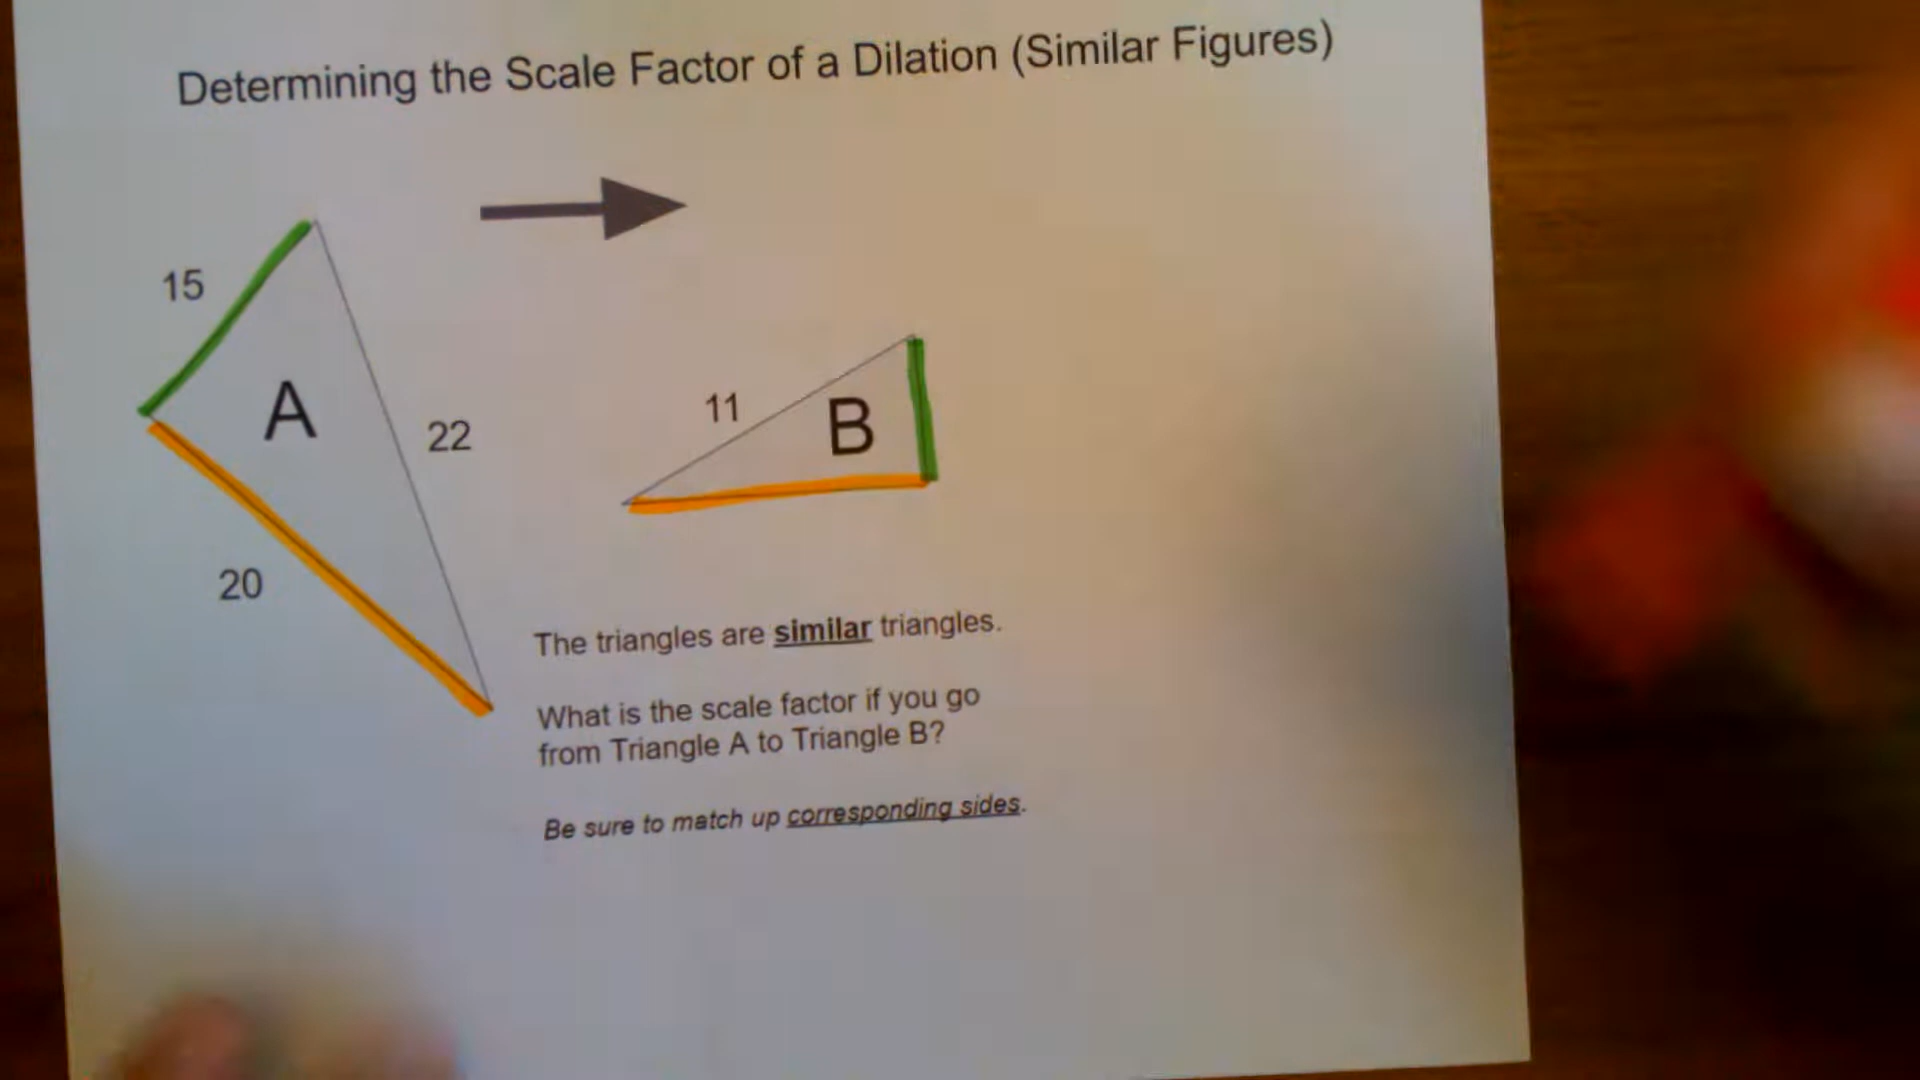 Determining the Scale Factor of a Dilation (Similar Figures)
15
A
22
20
11
B
The triangles are similar triangles.
What is the scale factor if you go
from Triangle A to Triangle B?
Be sure to match up corresponding sides.